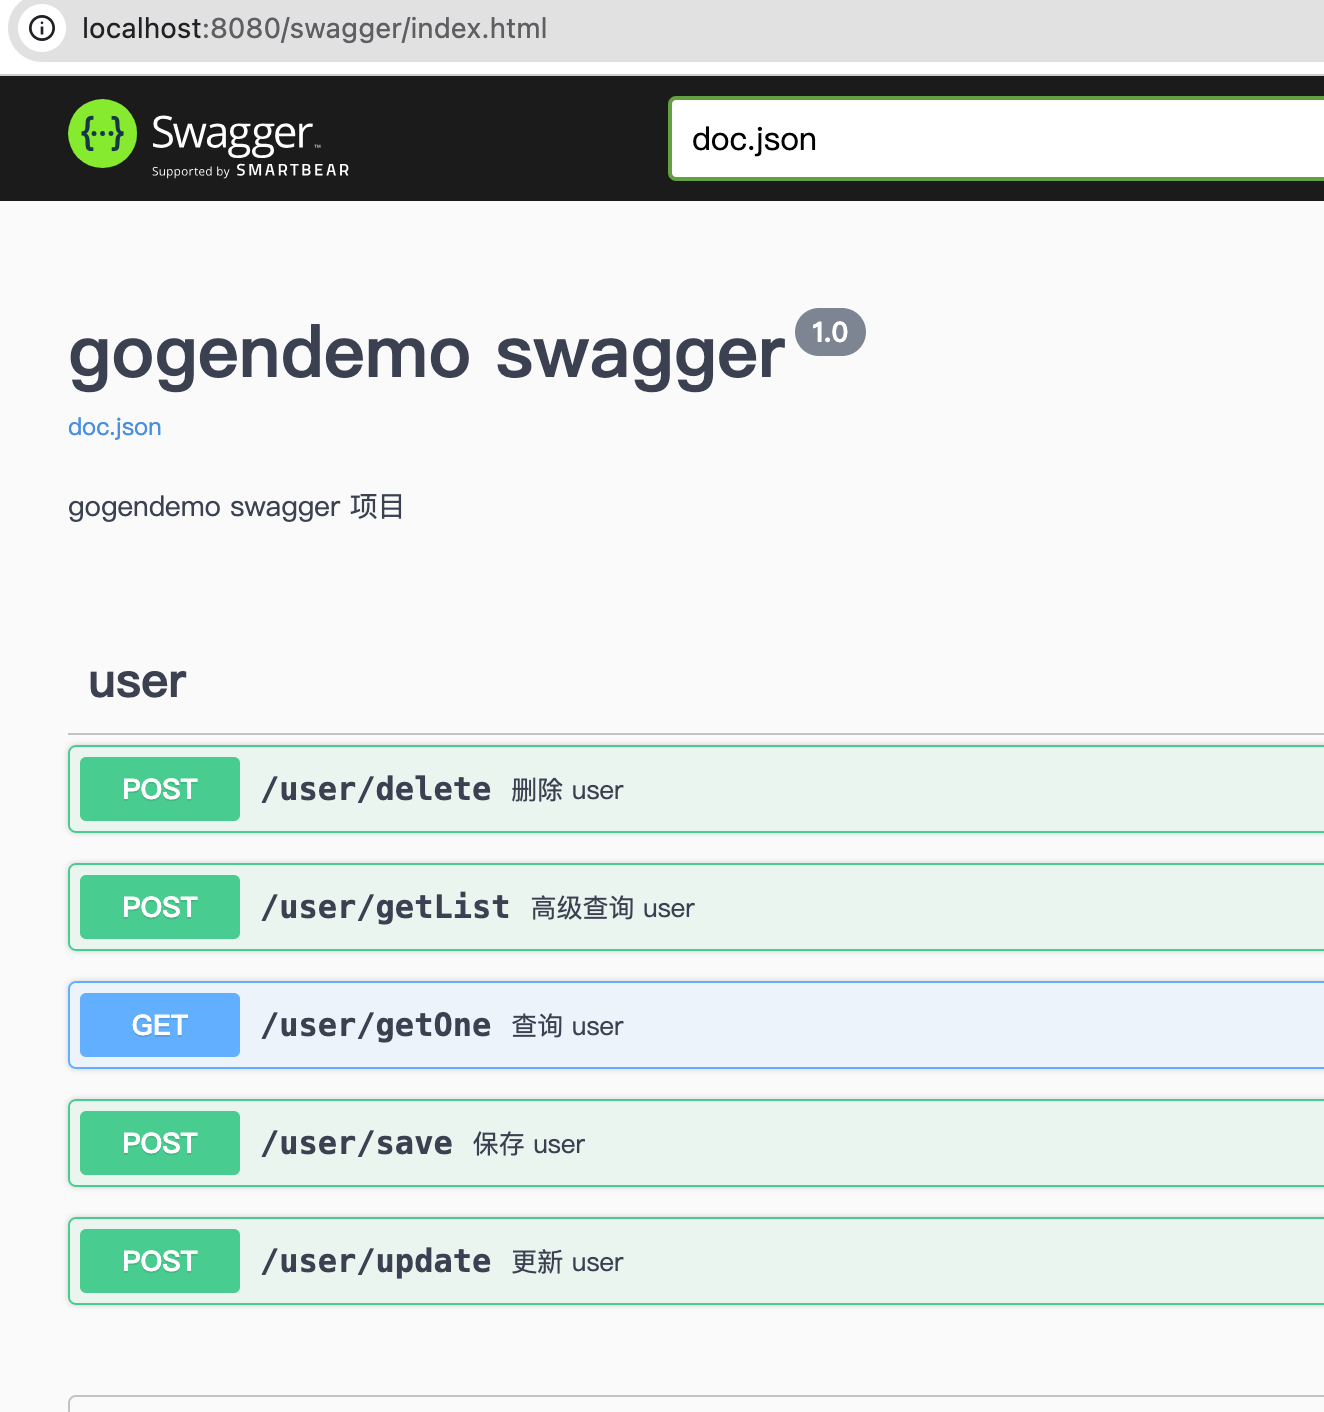 localhost:8080/swagger/index.html
{···} Swagger™
Supported by SMARTBEAR
doc.json
gogendemo swagger 1.0
doc.json
gogendemo swagger 项目
user
POST /user/delete 删除 user
POST /user/getList 高级查询 user
GET /user/getOne 查询 user
POST /user/save 保存 user
POST /user/update 更新 user